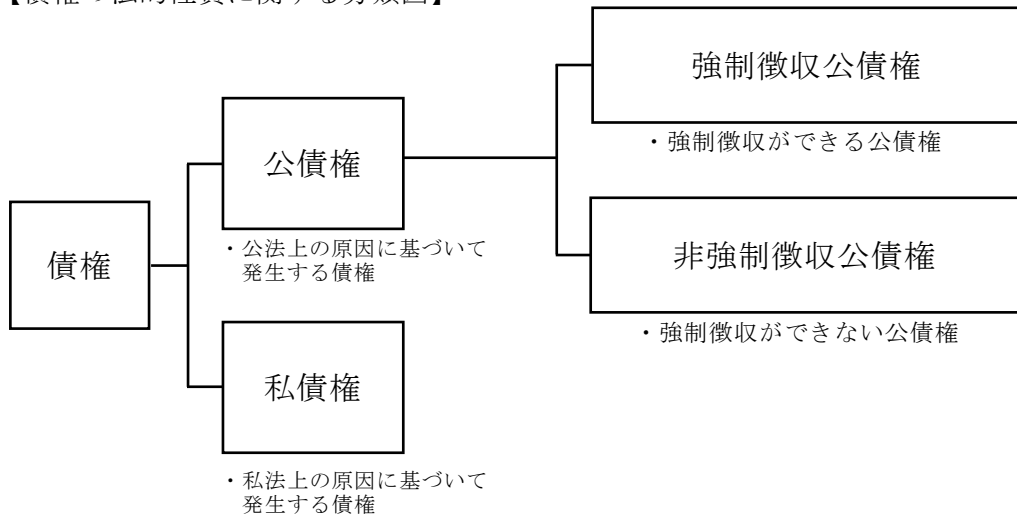 【債権の法的性質に関する分類図】
強制徴収公債権
・強制徴収ができる公債権
公債権
・公法上の原因に基づいて
発生する債権
債権
非強制徴収公債権
・強制徴収ができない公債権
私債権
・私法上の原因に基づいて
発生する債権